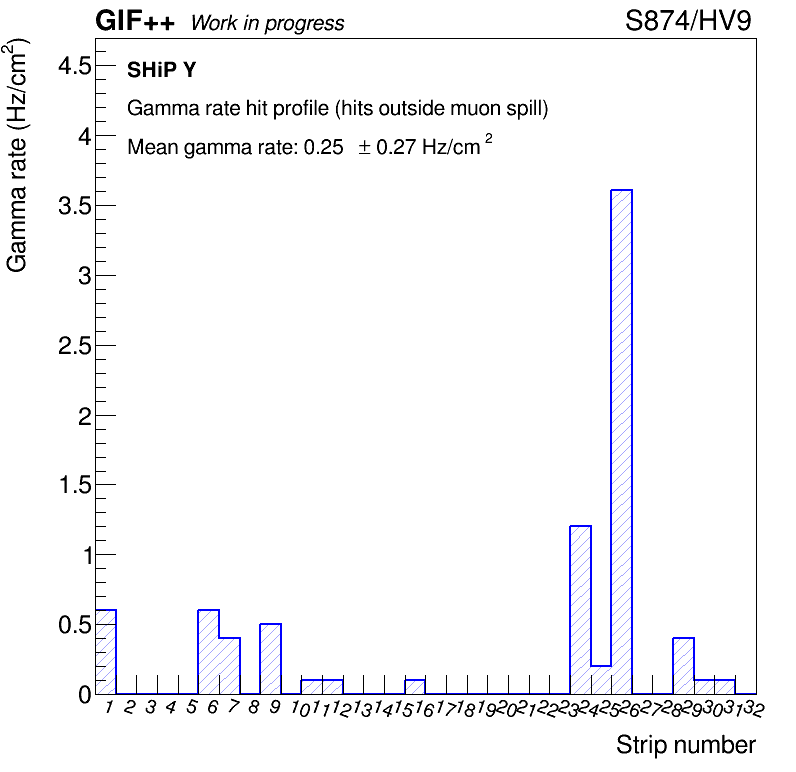 GIF++ Work in progress S874/HV9
Gamma rate (Hz/cm²)
SHiP Y
Gamma rate hit profile (hits outside muon spill)
Mean gamma rate: 0.25 ± 0.27 Hz/cm²
4.5
4
3.5
3
2.5
2
1.5
1
0.5
0
1 2 3 4 5 6 7 8 9 10 11 12 13 14 15 16 17 18 19 20 21 22 23 24 25 26 27 28 29 30 31 32
Strip number